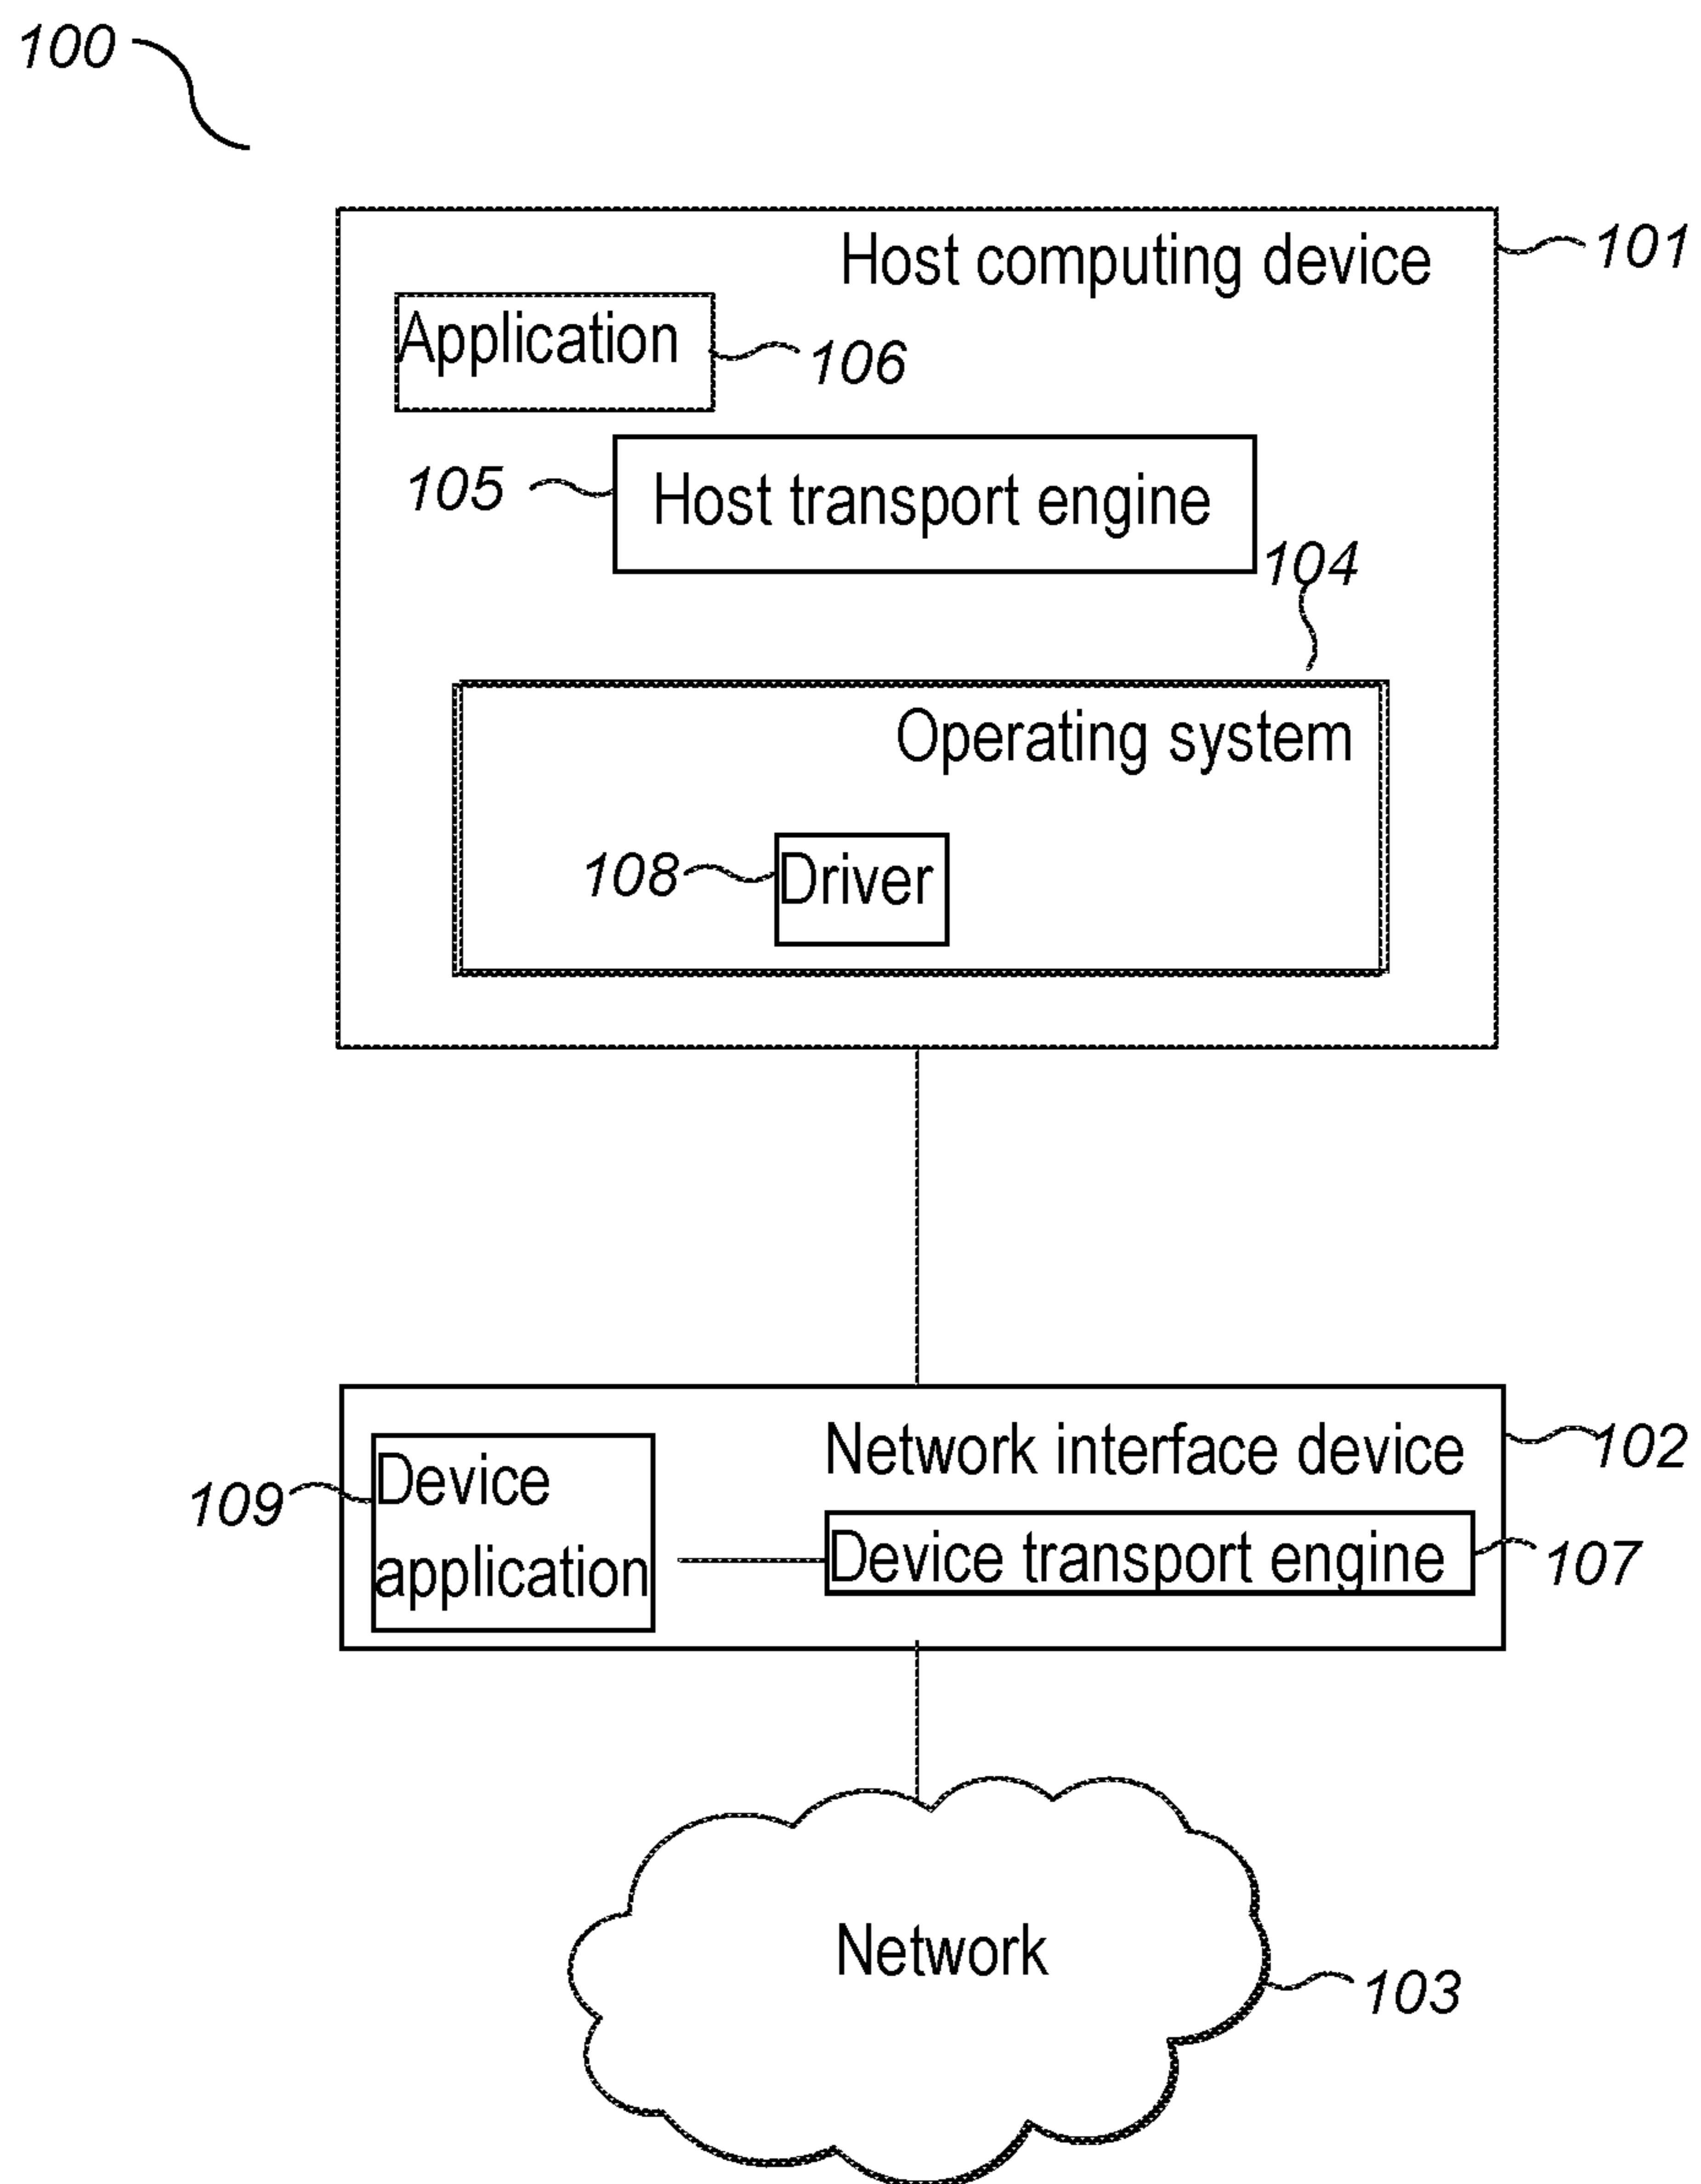 100
Host computing device
101
Application
106
105
Host transport engine
104
Operating system
108
Driver
Network interface device
102
109
Device
application
Device transport engine
107
Network
103